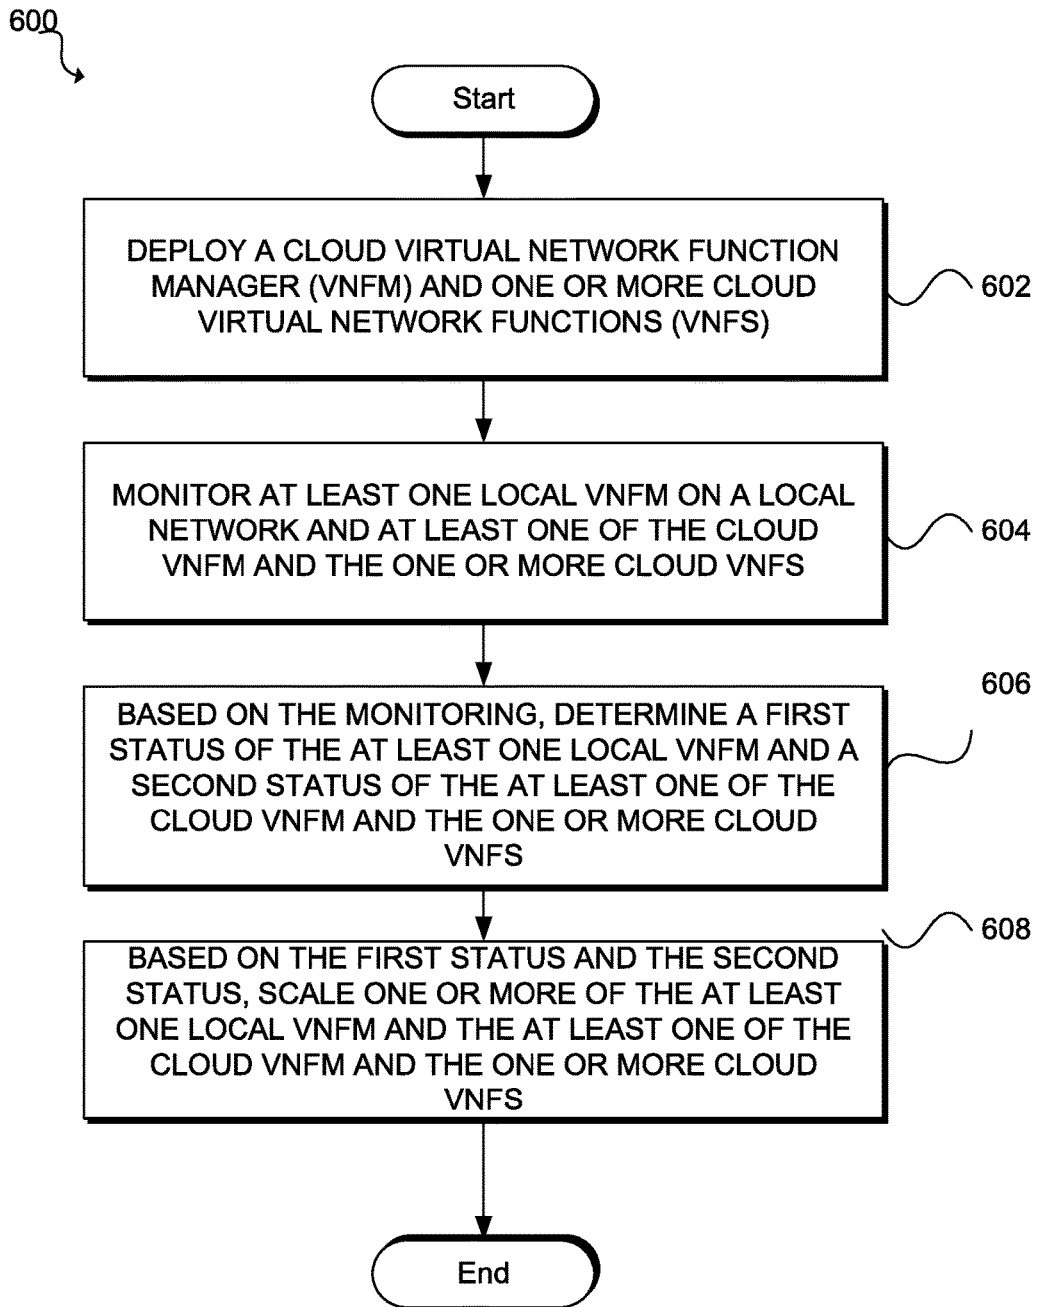 600
Start
DEPLOY A CLOUD VIRTUAL NETWORK FUNCTION
MANAGER (VNFM) AND ONE OR MORE CLOUD
VIRTUAL NETWORK FUNCTIONS (VNFS)
602
MONITOR AT LEAST ONE LOCAL VNFM ON A LOCAL
NETWORK AND AT LEAST ONE OF THE CLOUD
VNFM AND THE ONE OR MORE CLOUD VNFS
604
606
BASED ON THE MONITORING, DETERMINE A FIRST
STATUS OF THE AT LEAST ONE LOCAL VNFM AND A
SECOND STATUS OF THE AT LEAST ONE OF THE
CLOUD VNFM AND THE ONE OR MORE CLOUD
VNFS
608
BASED ON THE FIRST STATUS AND THE SECOND
STATUS, SCALE ONE OR MORE OF THE AT LEAST
ONE LOCAL VNFM AND THE AT LEAST ONE OF THE
CLOUD VNFM AND THE ONE OR MORE CLOUD
VNFS
End